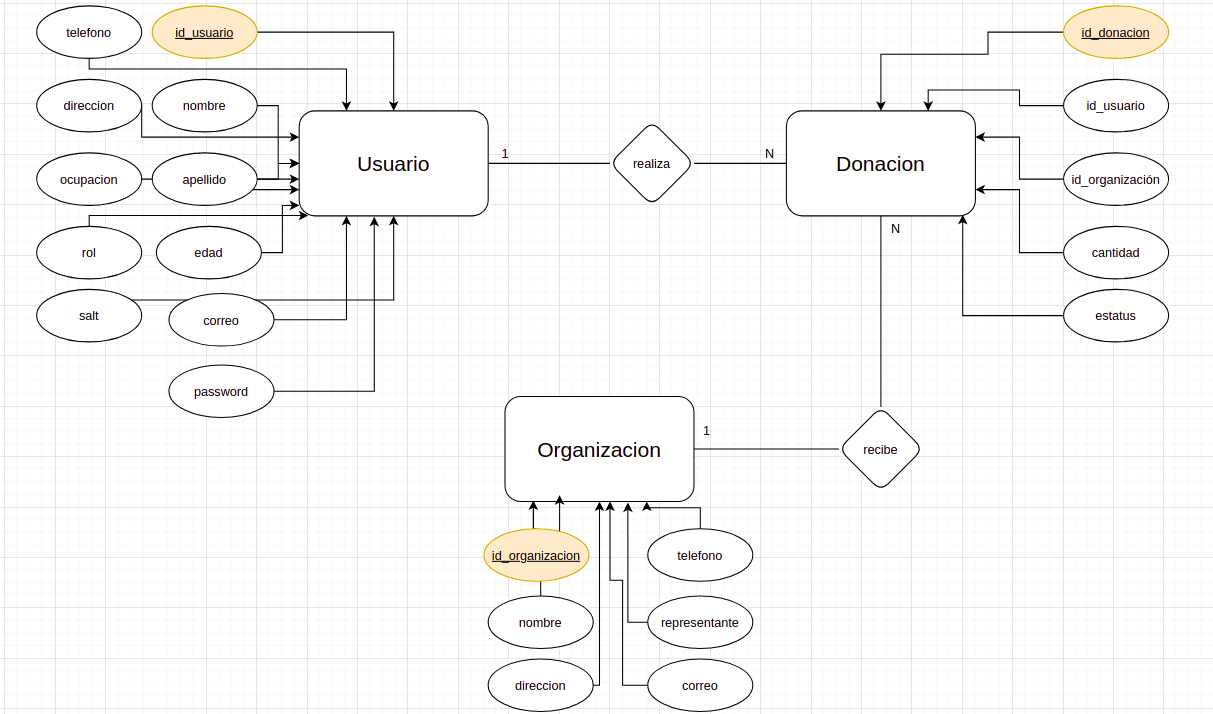 telefono
id_usuario
id_donacion
direccion
nombre
id_usuario
Usuario
1
realiza
N
Donacion
ocupacion
apellido
id_organización
N
rol
edad
cantidad
salt
correo
estatus
password
Organizacion
1
recibe
id_organizacion
telefono
nombre
representante
direccion
correo